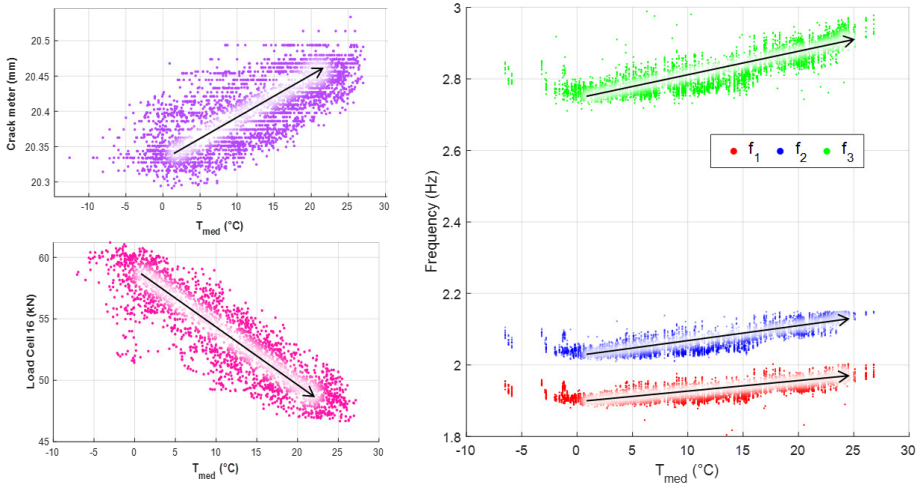 Crack meter (mm)
20.5
20.45
20.4
20.35
20.3
-10 -5 0 5 10 15 20 25 30
T_med (°C)
Load Cell 16 (KN)
60
55
50
45
-10 -5 0 5 10 15 20 25 30
T_med (°C)
Frequency (Hz)
3
2.8
2.6
2.4
2.2
2
1.8
f_1 f_2 f_3
-10 -5 0 5 10 15 20 25 30
T_med (°C)